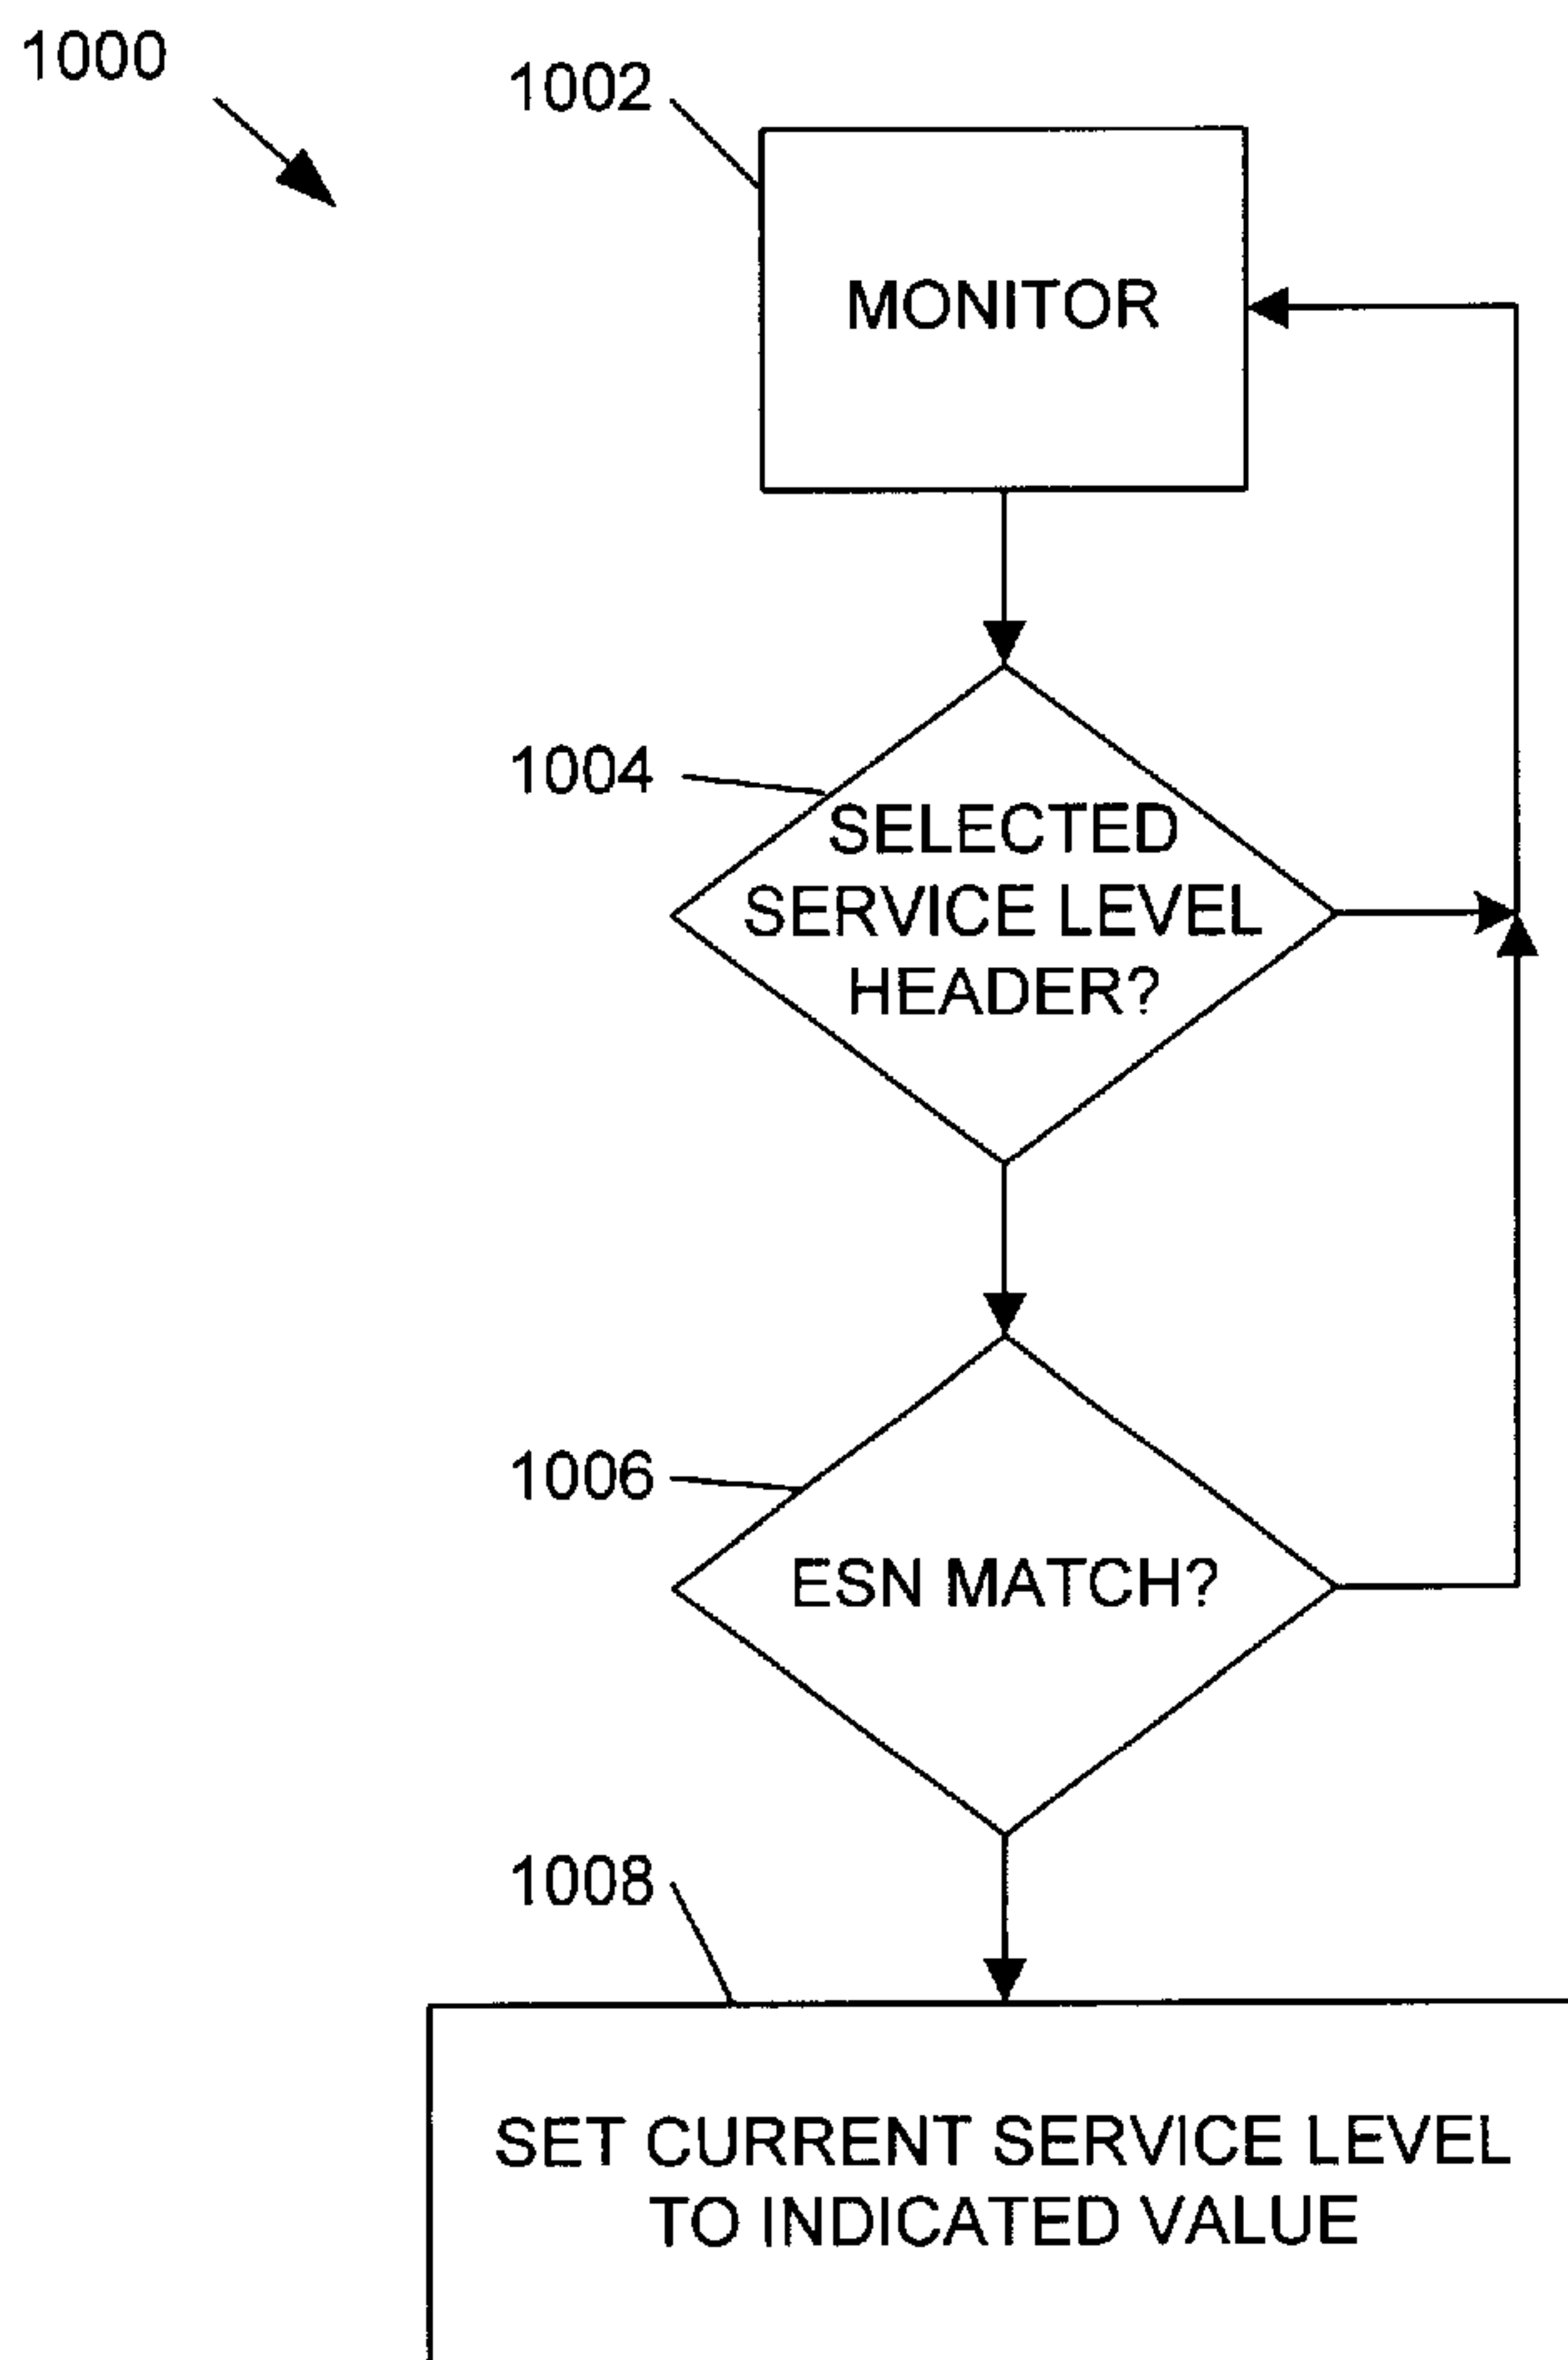 1000
1002
MONITOR
1004
SELECTED
SERVICE LEVEL
HEADER?
1006
ESN MATCH?
1008
SET CURRENT SERVICE LEVEL
TO INDICATED VALUE